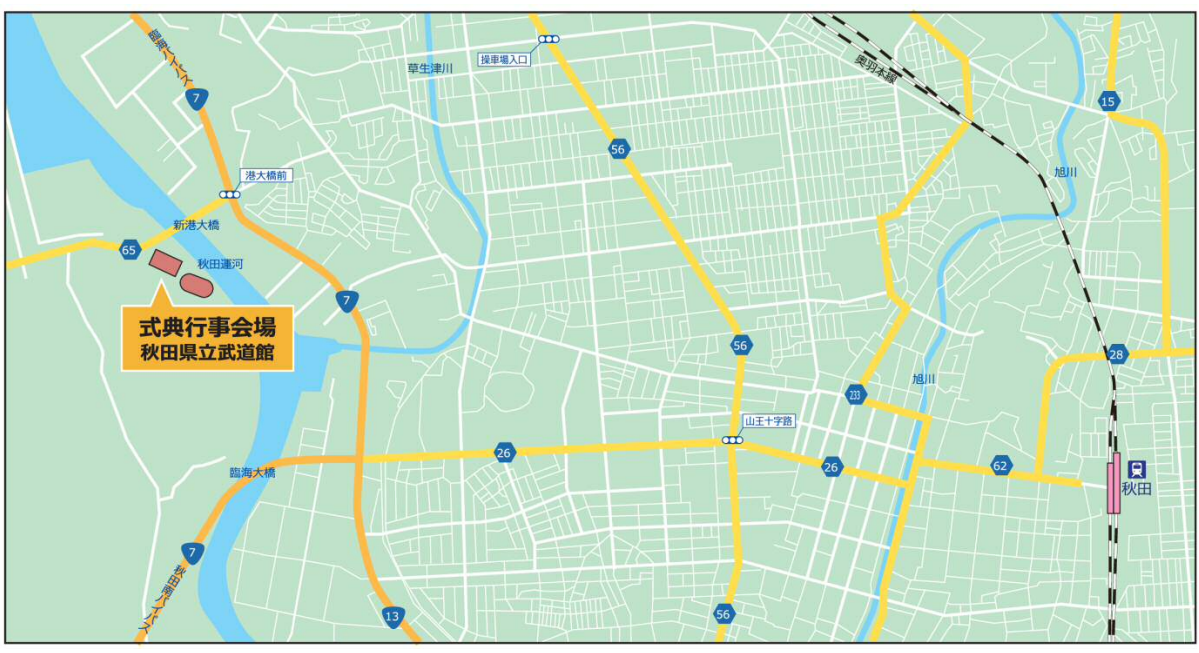 臨海バイパス
7
草生津川
操車場入口
奥羽本線
15
56
旭川
港大橋前
新港大橋
65
秋田運河
7
式典行事会場
秋田県立武道館
56
28
旭川
233
山王十字路
26
26
62
秋田
臨海大橋
7
秋田南バイパス
13
56